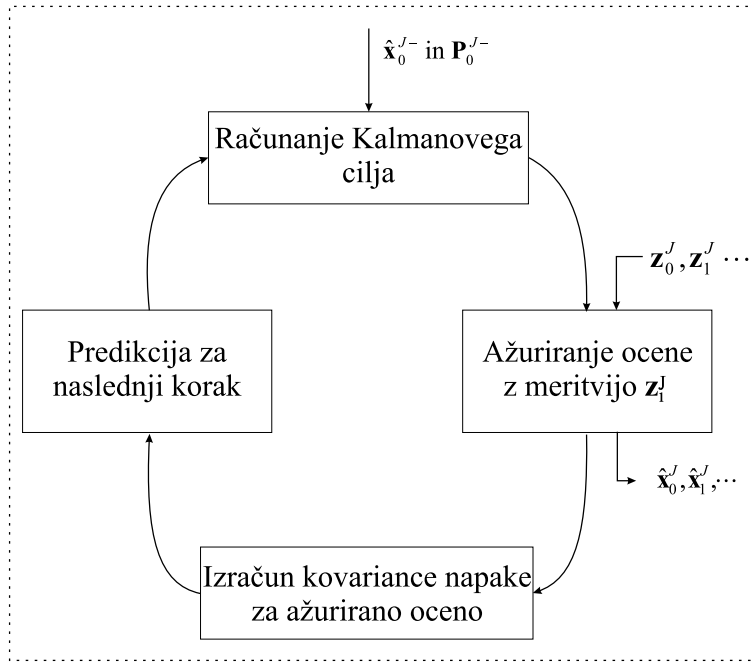 x̂₀ᴶ⁻ in P₀ᴶ⁻
Računanje Kalmanovega
cilja
z₀ᴶ, z₁ᴶ ⋯
Ažuriranje ocene
z meritvijo zᵢᴶ
x̂₀ᴶ, x̂₁ᴶ, ⋯
Predikcija za
naslednji korak
Izračun kovariance napake
za ažurirano oceno